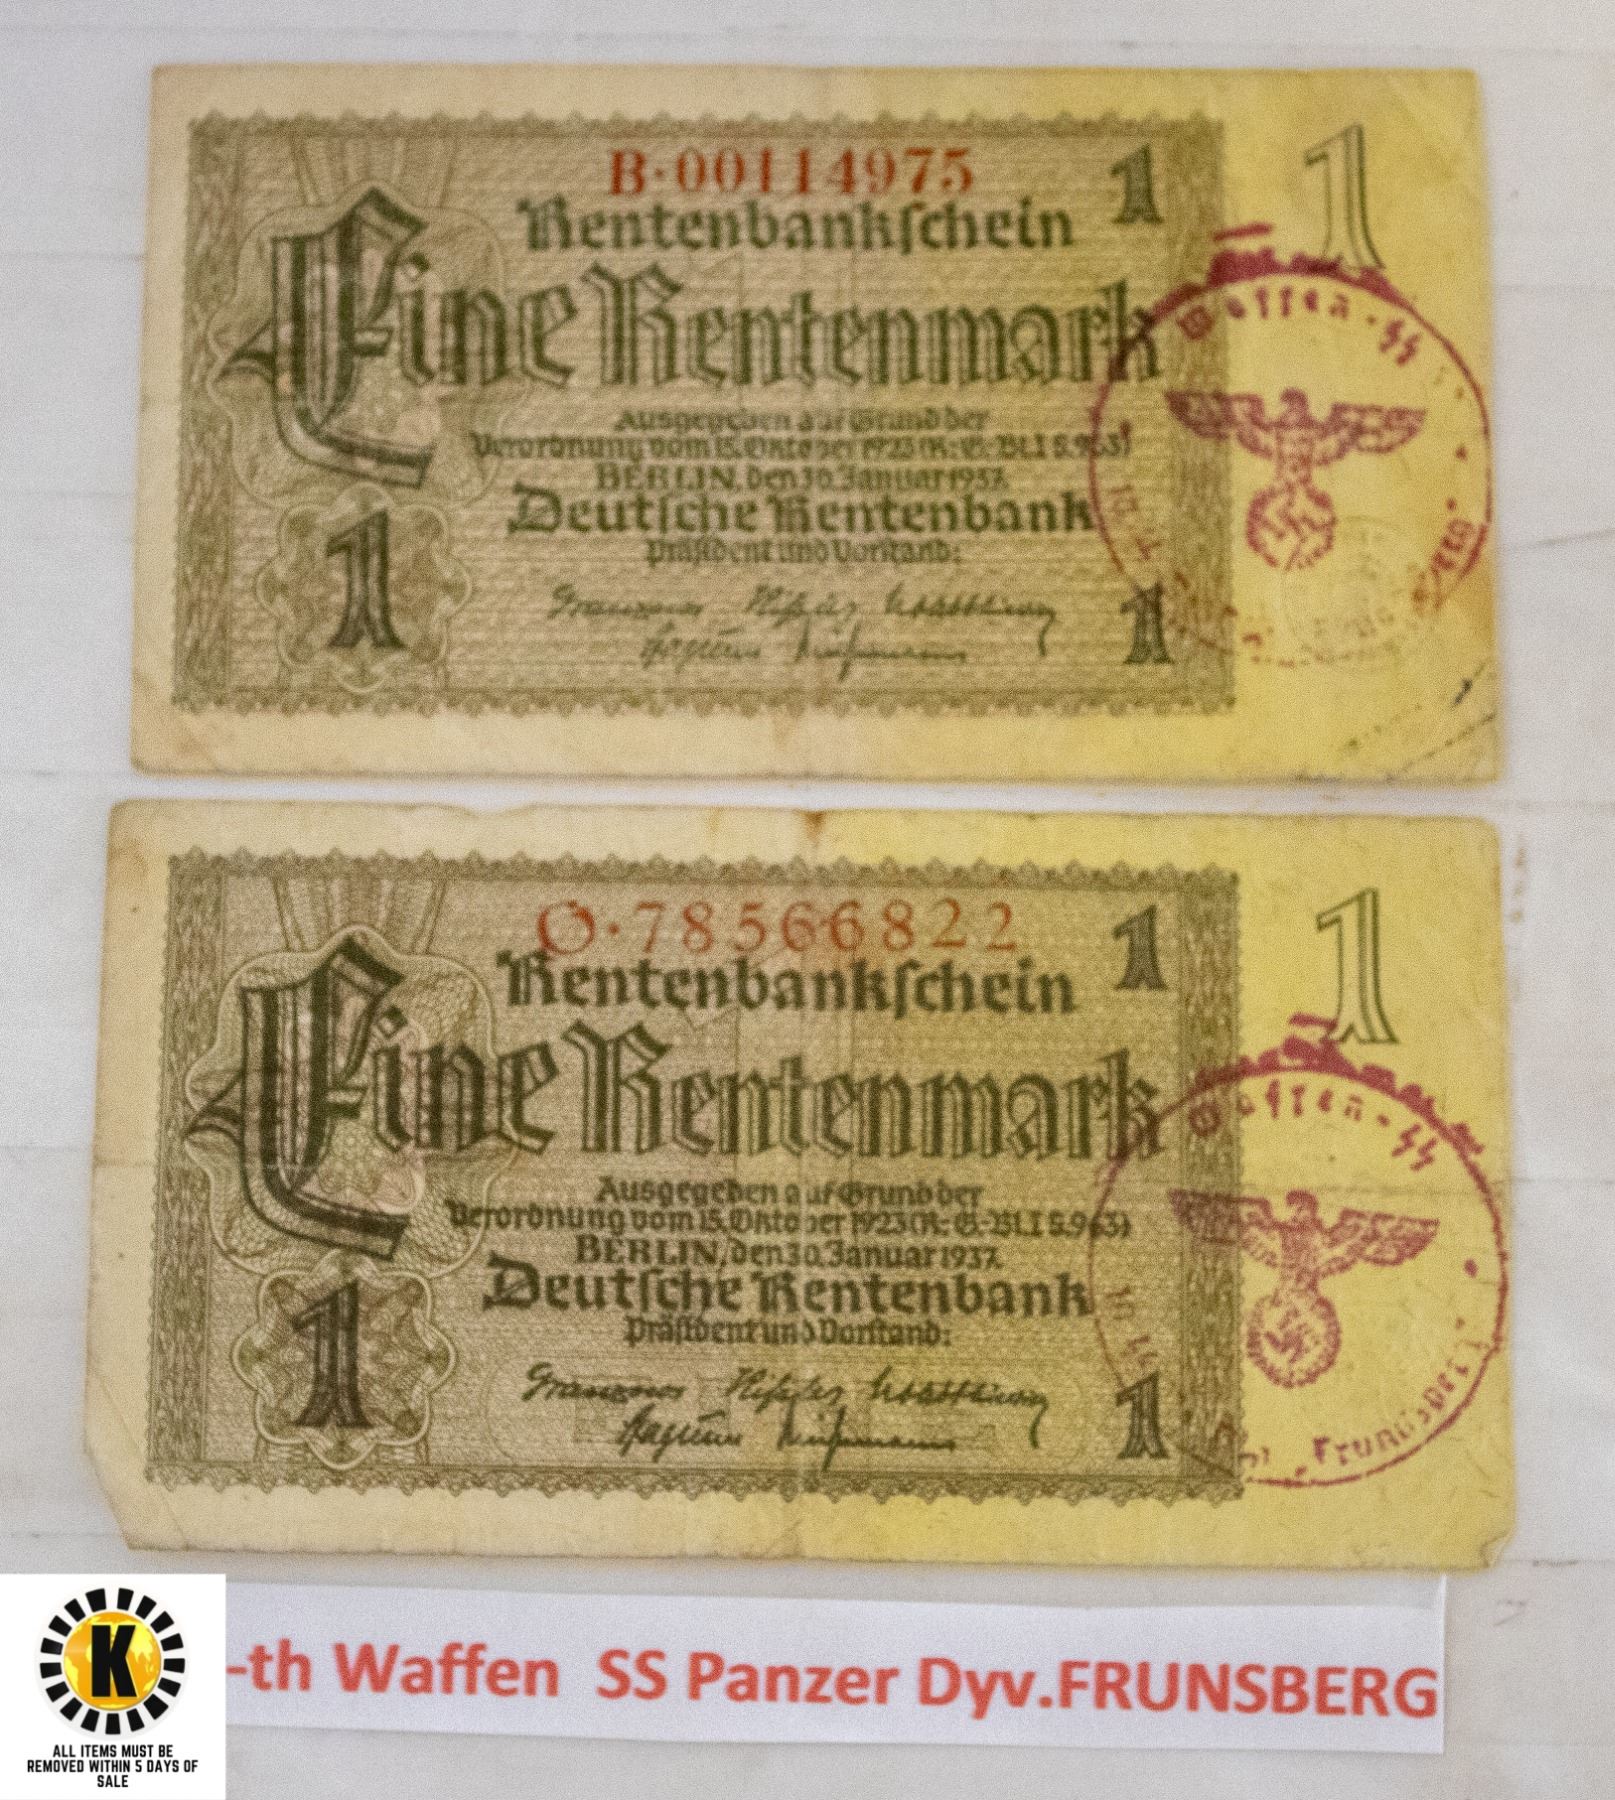 B·00114975
1
1
Rentenbankſchein
Eine Rentenmark
Ausgegeben auf Grund der
Verordnung vom 15. Oktober 1923 (R.-G.-Bl. I S. 963)
BERLIN, den 30. Januar 1937.
Deutſche Rentenbank
Präſident und Vorſtand:
1
1
Waffen-SS
O·78566822
1
1
Rentenbankſchein
Eine Rentenmark
Ausgegeben auf Grund der
Verordnung vom 15. Oktober 1923 (R.-G.-Bl. I S. 963)
BERLIN, den 30. Januar 1937.
Deutſche Rentenbank
Präſident und Vorſtand:
1
1
Waffen-SS
-th Waffen SS Panzer Dyv.FRUNSBERG
K
ALL ITEMS MUST BE
REMOVED WITHIN 5 DAYS OF
SALE